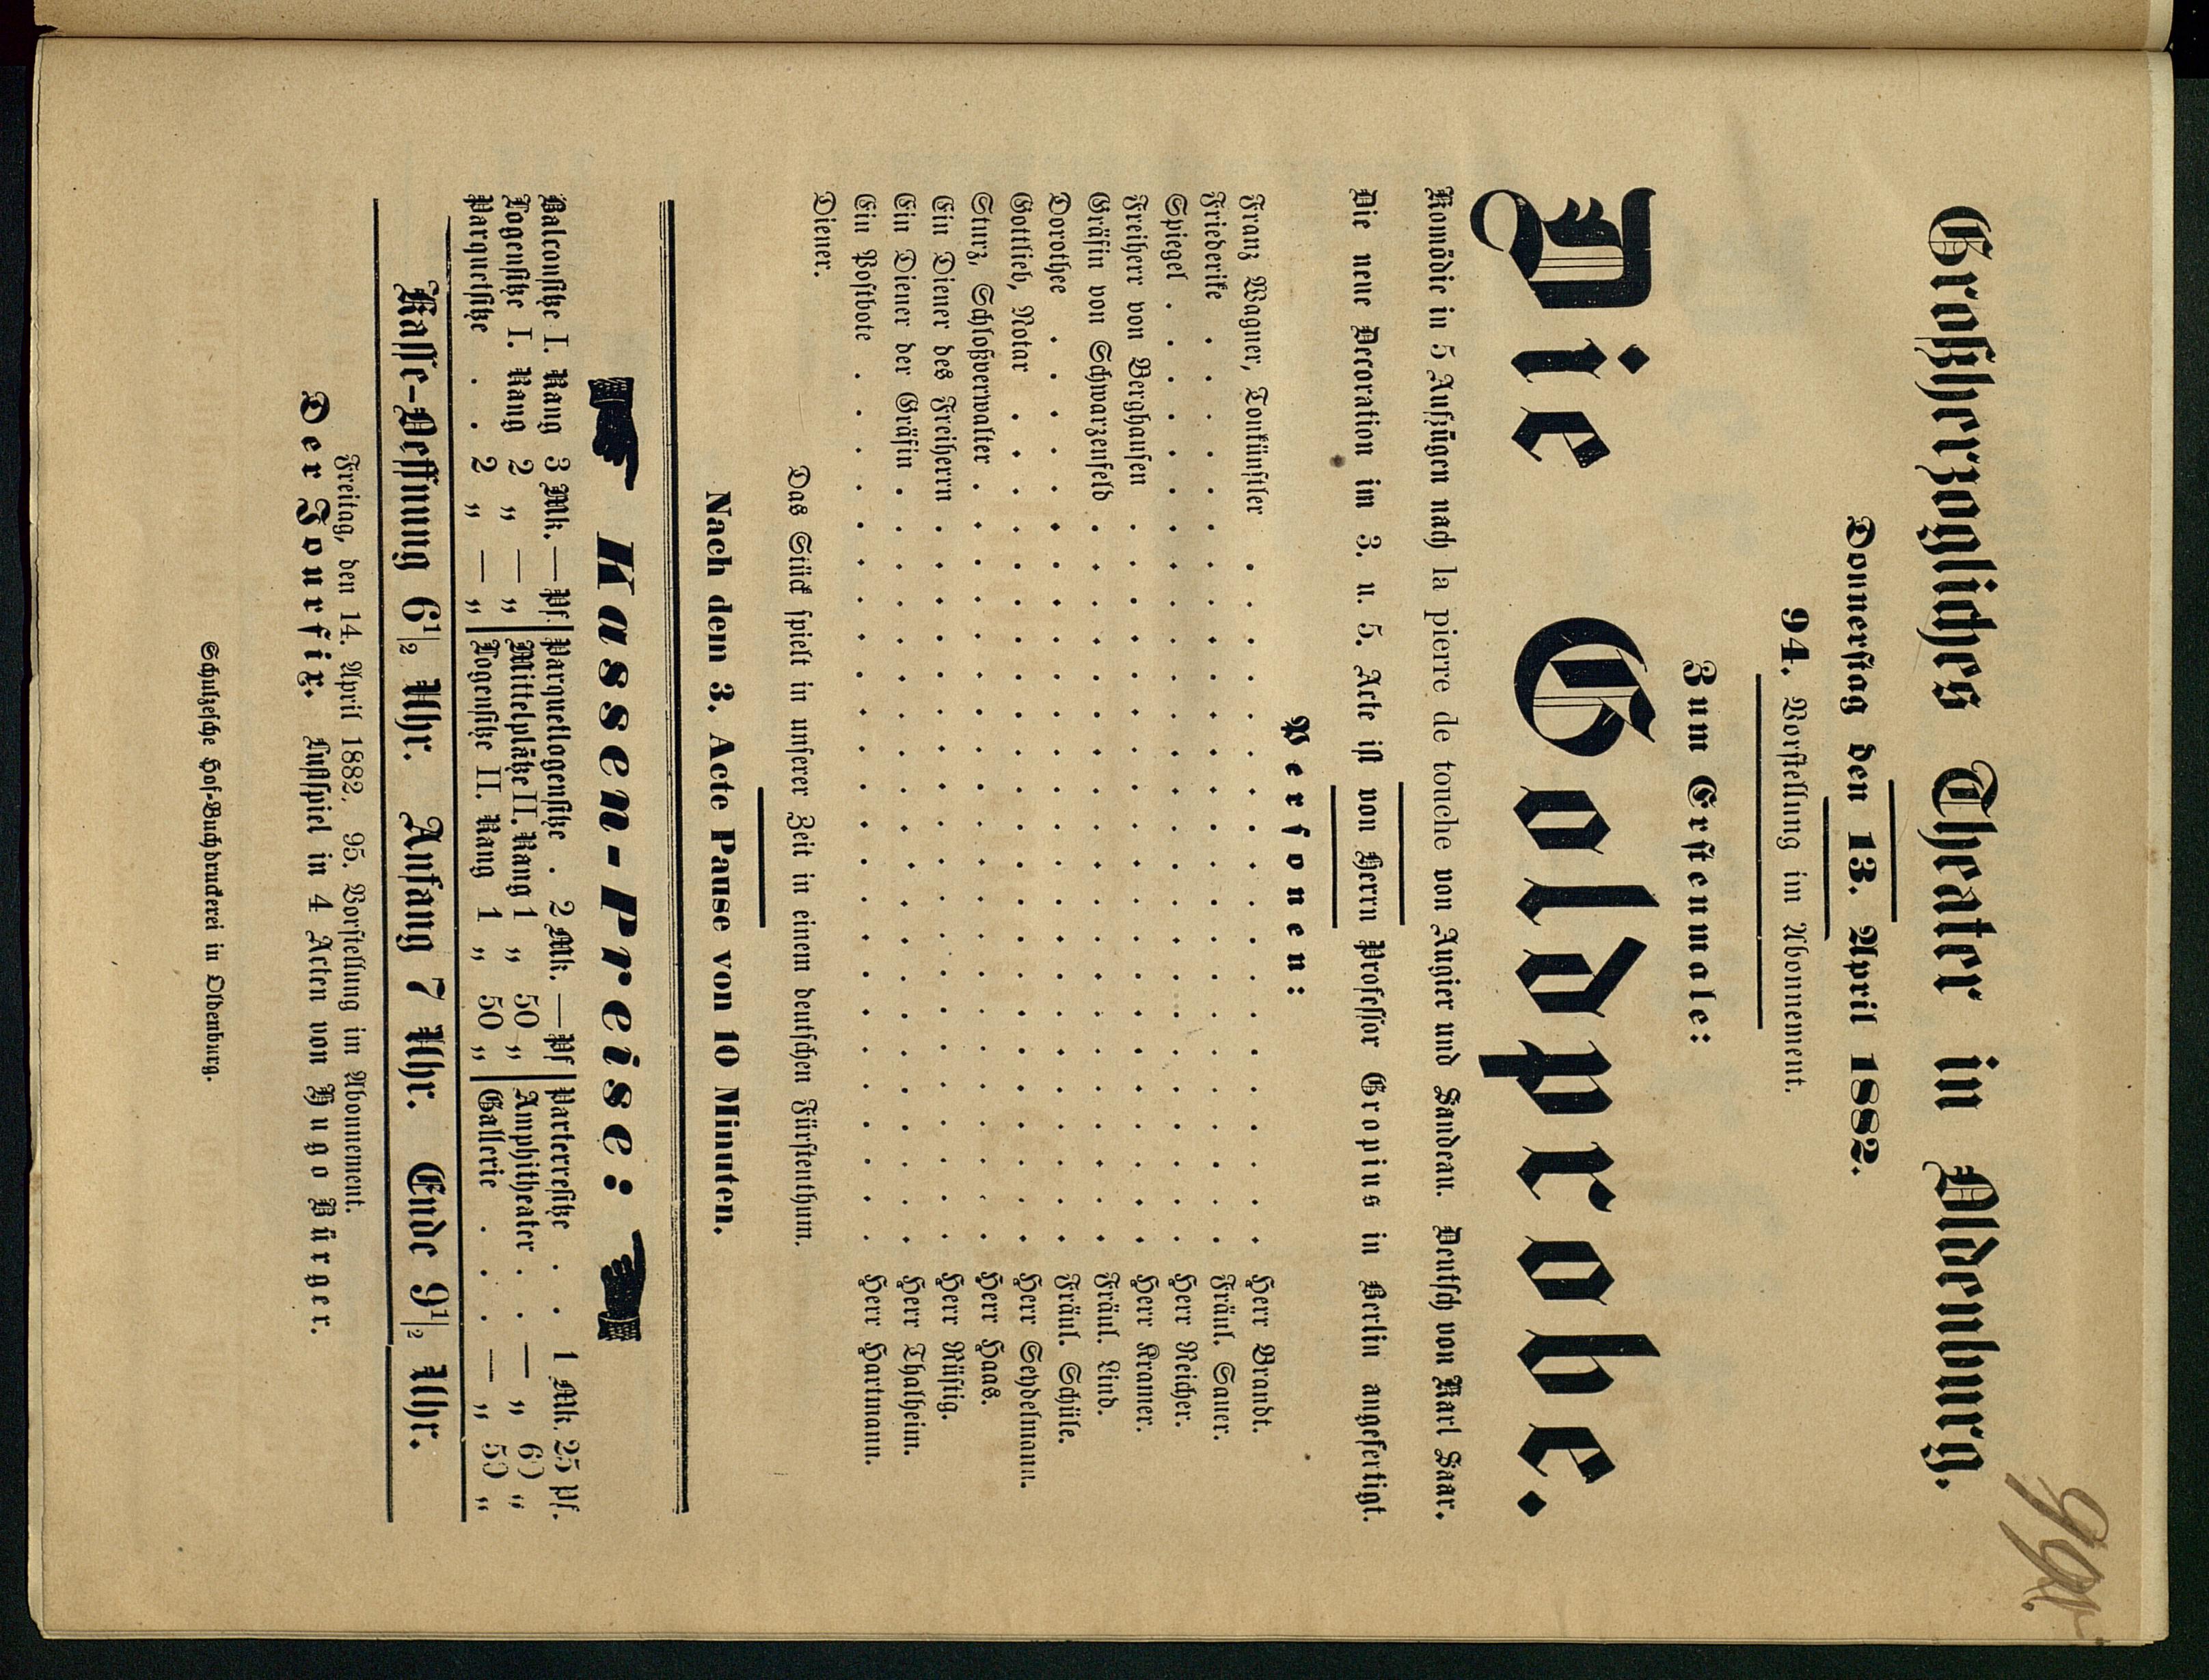 Großherzogliches Theater in Oldenburg.
Donnerstag den 13. April 1882.
94. Vorstellung im Abonnement.
Zum Erstenmale:
Die Goldprobe.
Komödie in 5 Aufzügen nach la pierre de touche von Augier und Sandeau. Deutsch von Karl Saar.
Die neue Decoration im 3. u. 5. Acte ist von Herrn Professor Gropius in Berlin angefertigt.
Personen:
Franz Wagner, Tonkünstler . . . . . . . . . . . . . . . . . . . Herr Brandt.
Friederike . . . . . . . . . . . . . . . . . . . Fräul. Sauer.
Spiegel . . . . . . . . . . . . . . . . . . . Herr Reicher.
Freiherr von Berghausen . . . . . . . . . . . . . . . . . . . Herr Kramer.
Gräfin von Schwarzenfeld . . . . . . . . . . . . . . . . . . . Fräul. Lind.
Dorothee . . . . . . . . . . . . . . . . . . . Fräul. Schüle.
Gottlieb, Notar . . . . . . . . . . . . . . . . . . . Herr Seydelmann.
Sturz, Schloßverwalter . . . . . . . . . . . . . . . . . . . Herr Haas.
Ein Diener des Freiherrn . . . . . . . . . . . . . . . . . . . Herr Rüstig.
Ein Diener der Gräfin . . . . . . . . . . . . . . . . . . . Herr Thalheim.
Ein Postbote . . . . . . . . . . . . . . . . . . . Herr Hartmann.
Diener.
Das Stück spielt in unserer Zeit in einem deutschen Fürstenthum.
Nach dem 3. Acte Pause von 10 Minuten.
Kassen-Preise:
Balconsitze I. Rang 3 Mk. — Pf. Parquetlogensitze . 2 Mk. — Pf Parterresitze . . 1 Mk. 25 Pf.
Logensitze I. Rang 2 „ — „ Mittelplätze II. Rang 1 „ 50 „ Amphitheater . . — „ 60 „
Parquetsitze . . 2 „ — „ Logensitze II. Rang 1 „ 50 „ Gallerie . . . — „ 50 „
Kasse-Oeffnung 6½ Uhr. Anfang 7 Uhr. Ende 9½ Uhr.
Freitag, den 14. April 1882. 95. Vorstellung im Abonnement.
Der Jourfix. Lustspiel in 4 Acten von Hugo Bürger.
Schulzesche Hof-Buchdruckerei in Oldenburg.